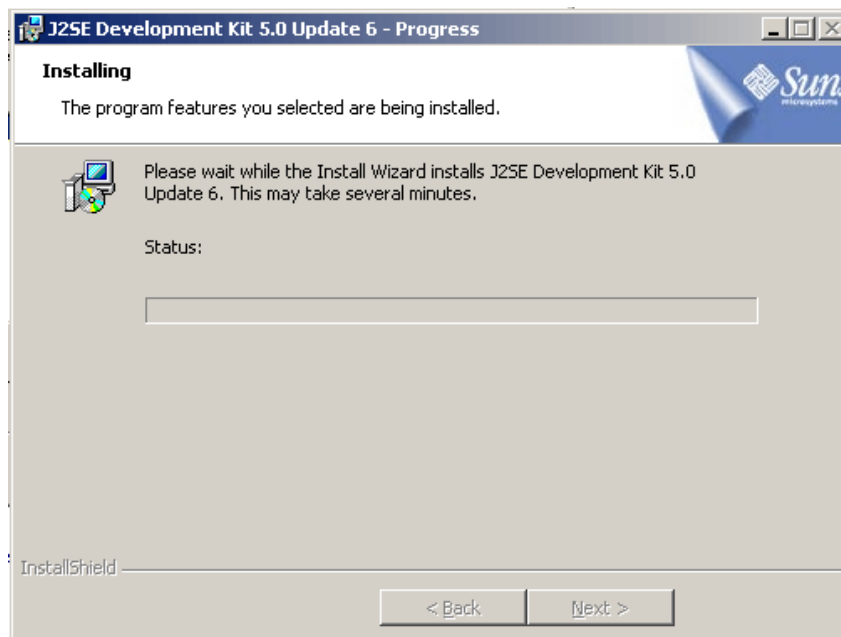 J2SE Development Kit 5.0 Update 6 - Progress
Installing
The program features you selected are being installed.
Sun
microsystems
Please wait while the Install Wizard installs J2SE Development Kit 5.0
Update 6. This may take several minutes.
Status:
InstallShield
< Back
Next >